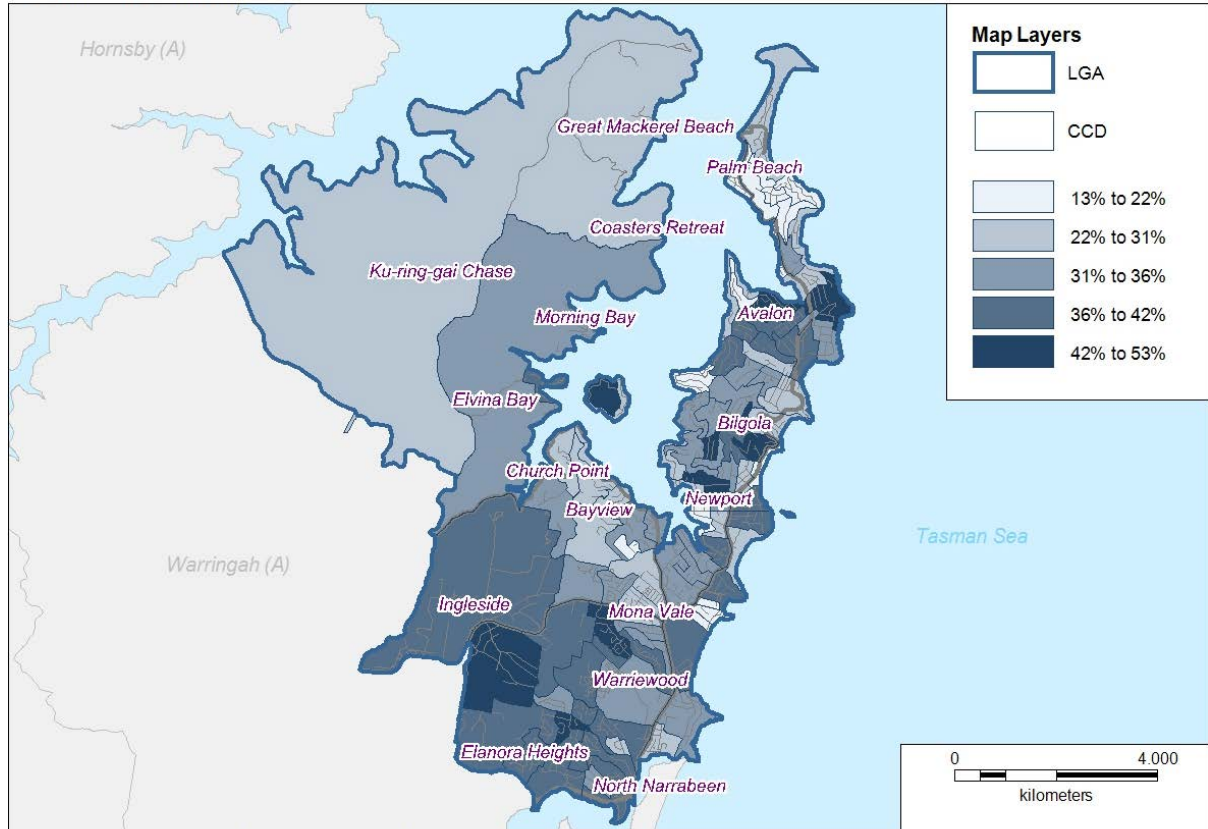 Hornsby (A)
Great Mackerel Beach
Palm Beach
Coasters Retreat
Ku-ring-gai Chase
Morning Bay
Avalon
Elvina Bay
Bilgola
Church Point
Newport
Bayview
Tasman Sea
Warringah (A)
Ingleside
Mona Vale
Warriewood
Elanora Heights
North Narrabeen
Map Layers
LGA
CCD
13% to 22%
22% to 31%
31% to 36%
36% to 42%
42% to 53%
0 4.000
kilometers